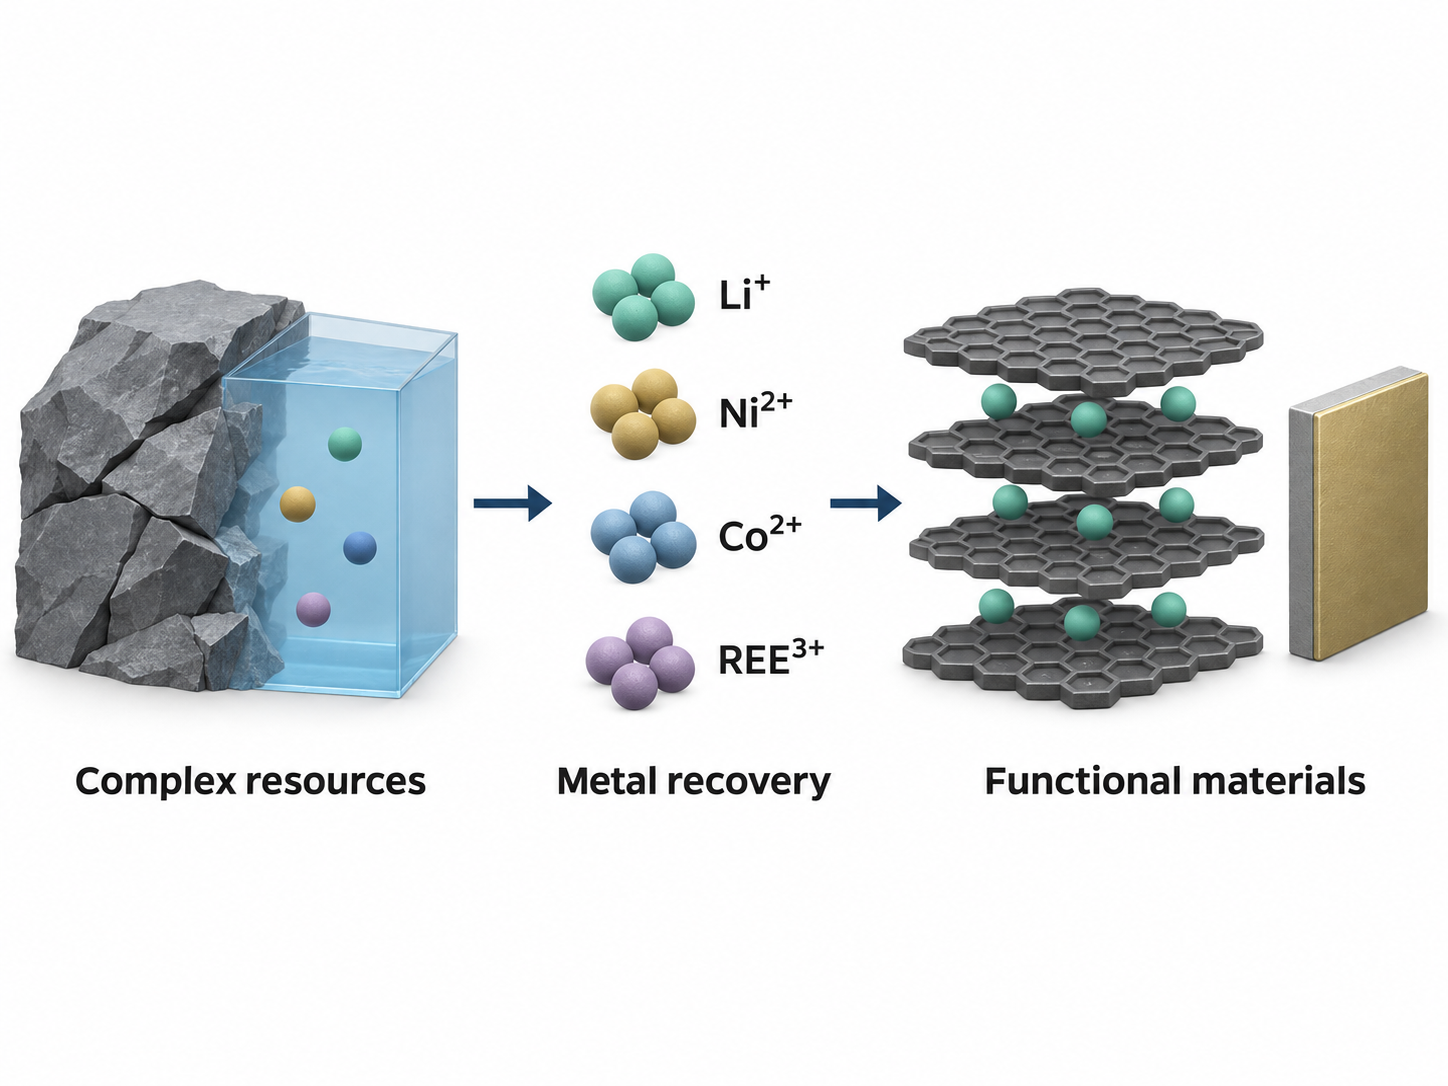 Li⁺
Ni²⁺
Co²⁺
REE³⁺
Complex resources
Metal recovery
Functional materials